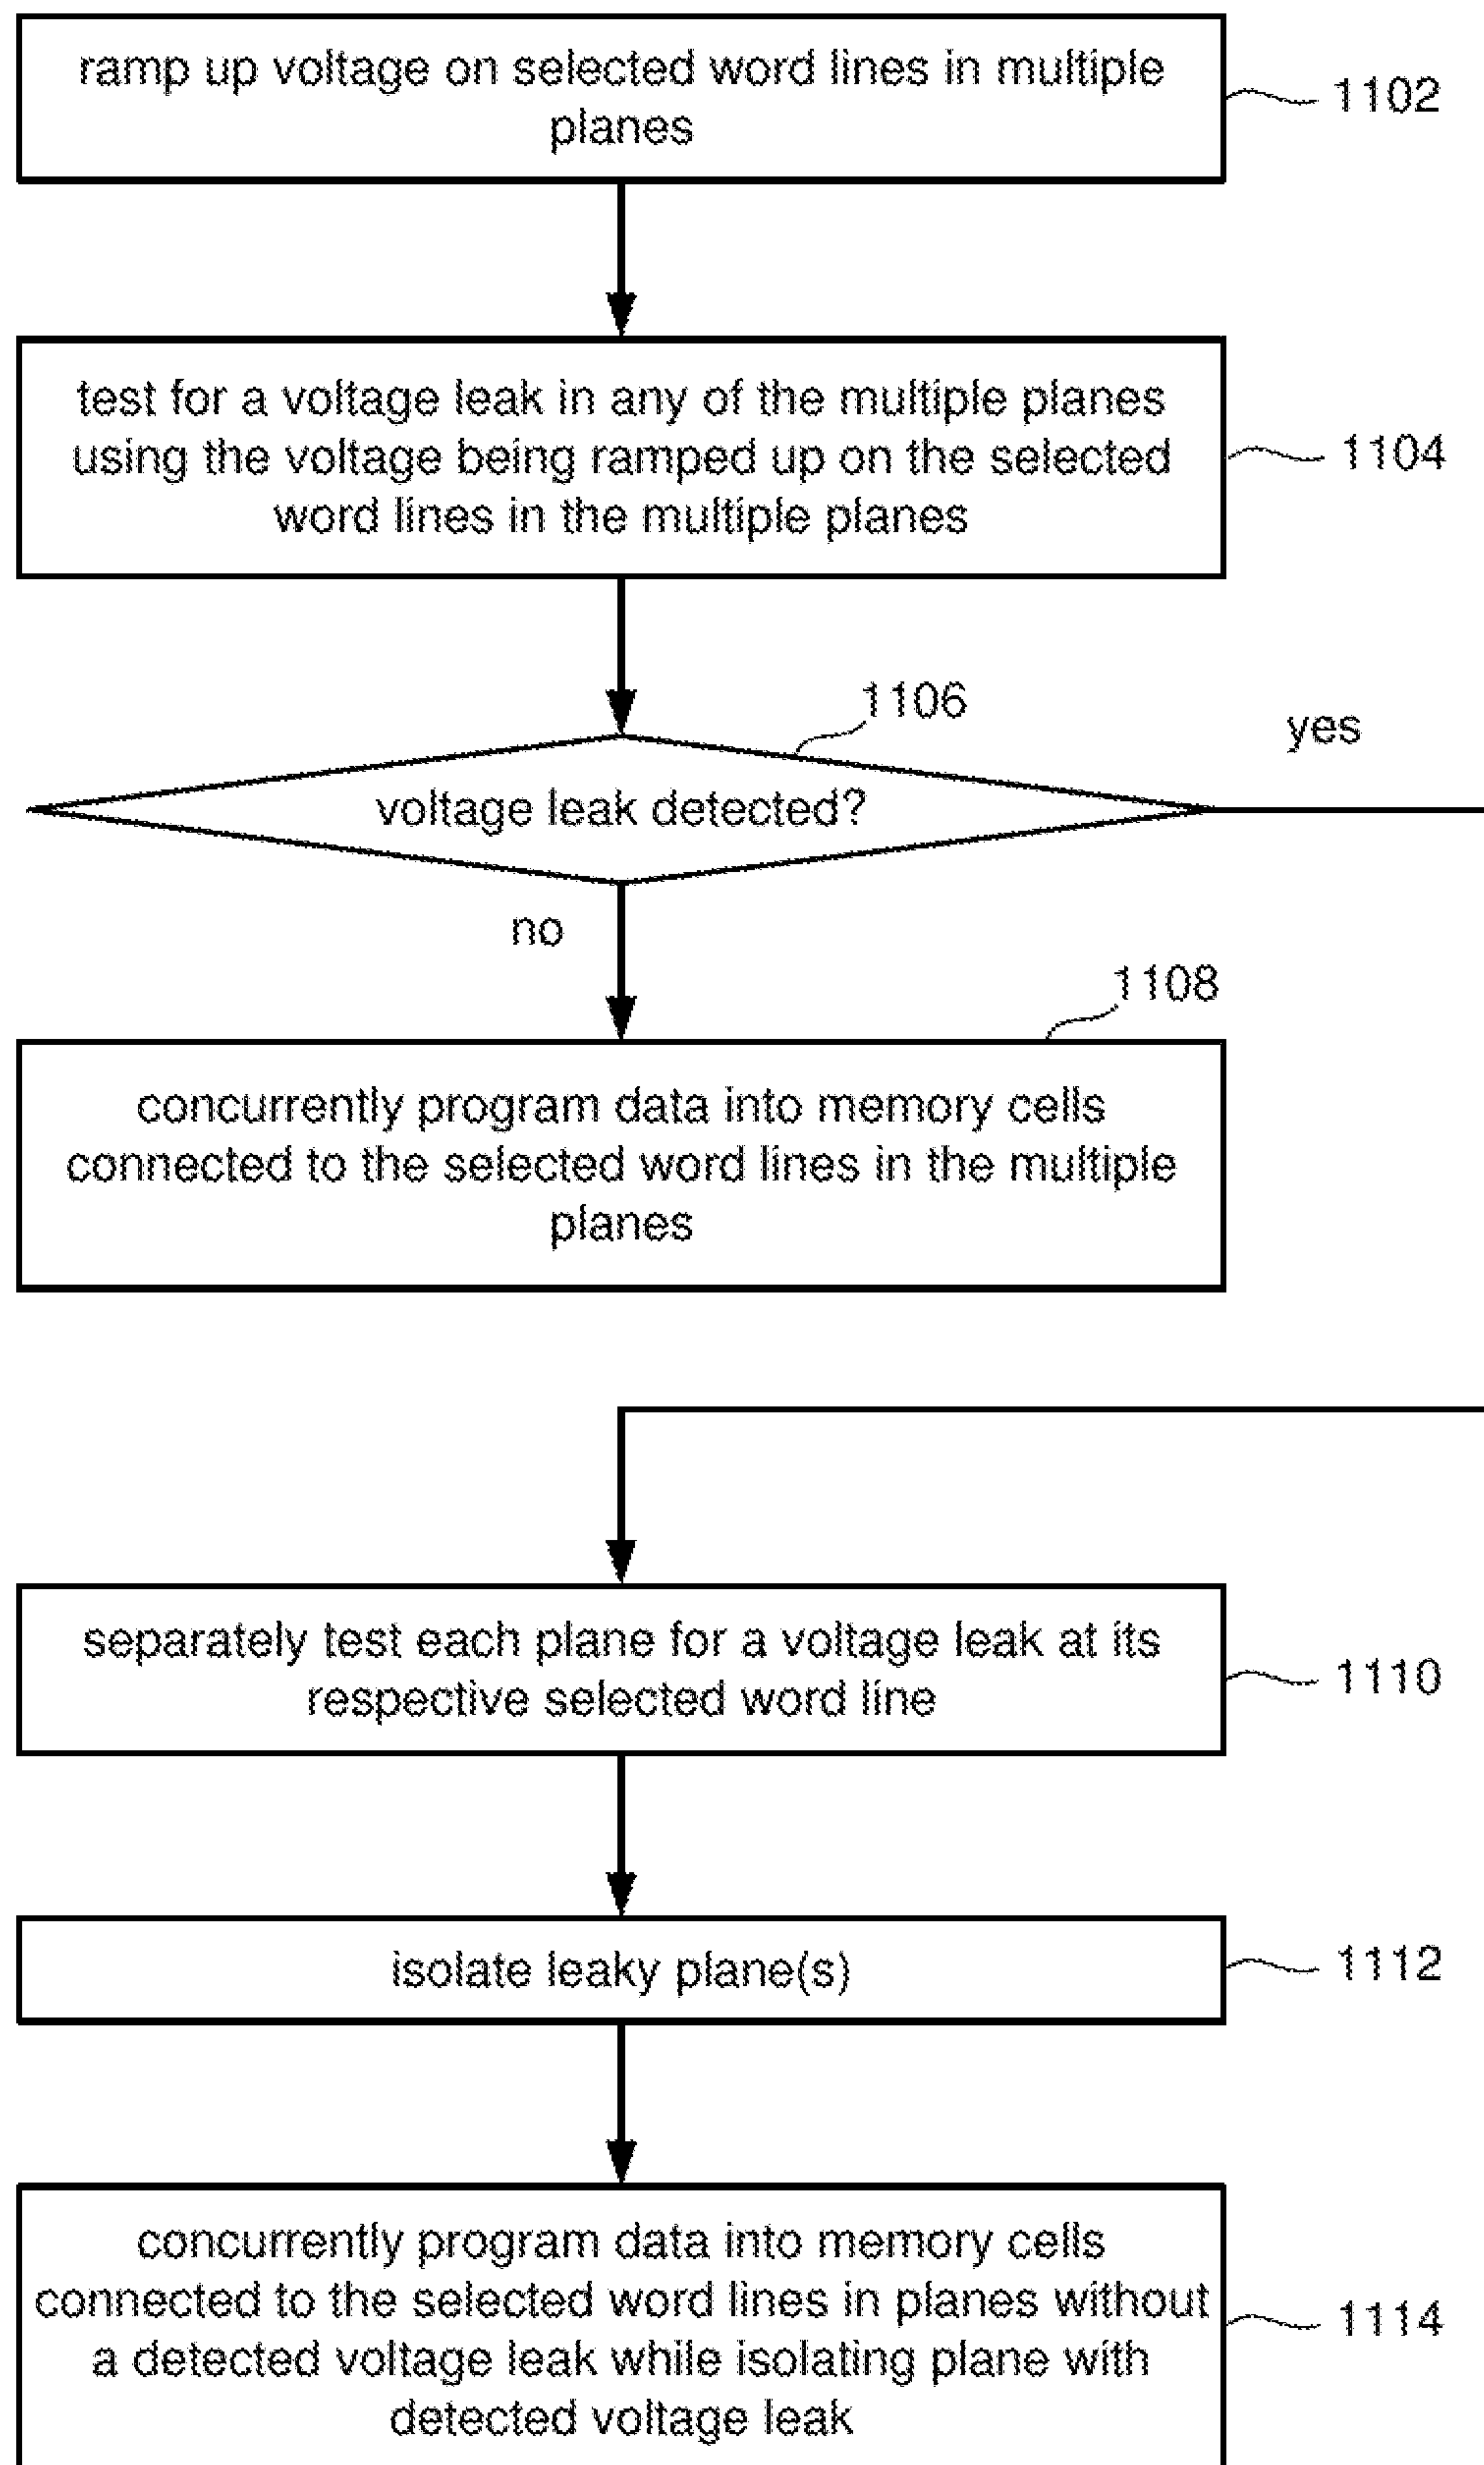 ramp up voltage on selected word lines in multiple
planes
1102
test for a voltage leak in any of the multiple planes
using the voltage being ramped up on the selected
word lines in the multiple planes
1104
1106
yes
voltage leak detected?
no
1108
concurrently program data into memory cells
connected to the selected word lines in the multiple
planes
separately test each plane for a voltage leak at its
respective selected word line
1110
isolate leaky plane(s)
1112
concurrently program data into memory cells
connected to the selected word lines in planes without
a detected voltage leak while isolating plane with
detected voltage leak
1114